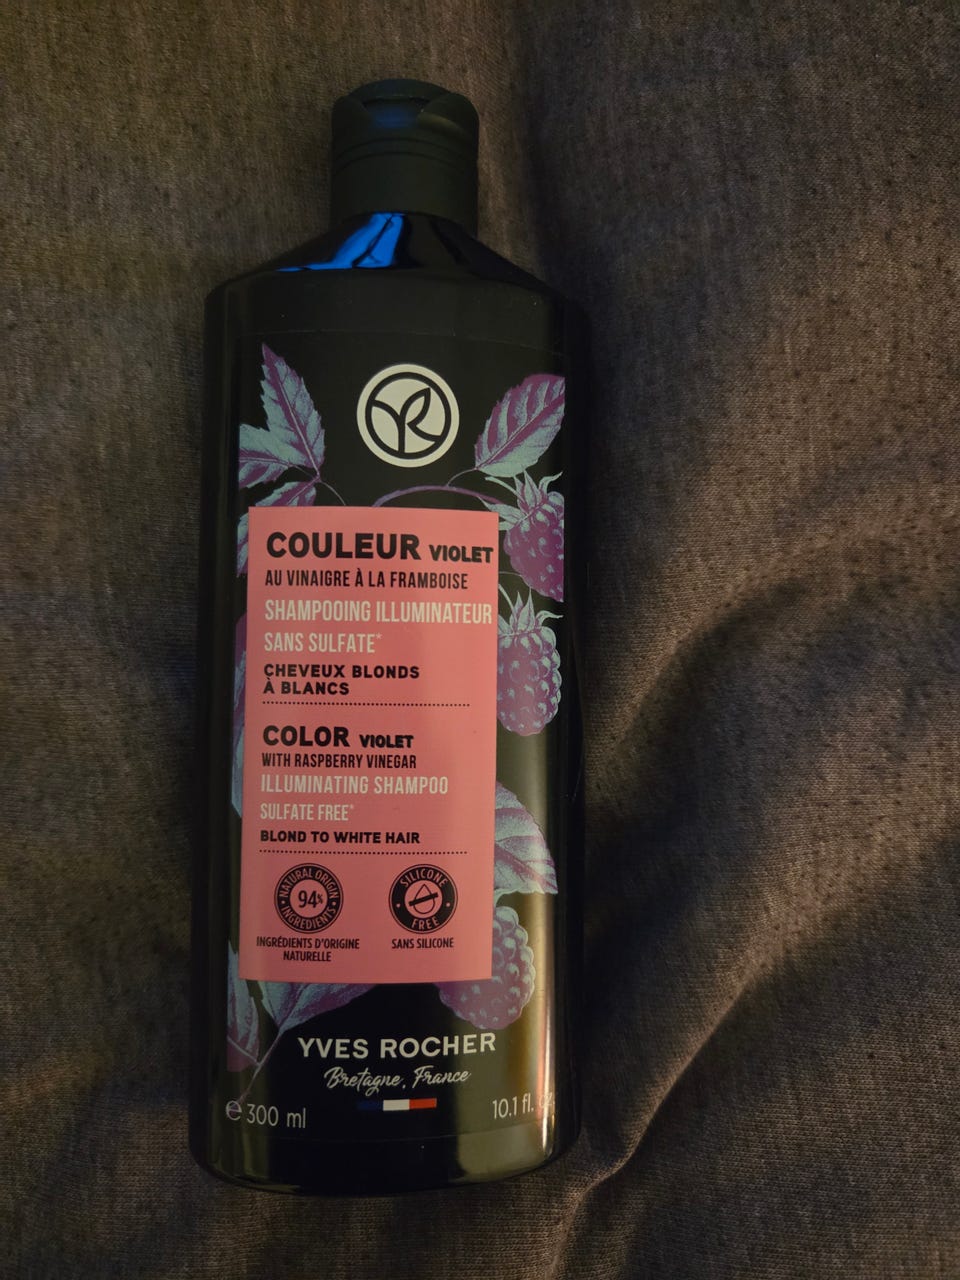 YR
COULEUR VIOLET
AU VINAIGRE À LA FRAMBOISE
SHAMPOOING ILLUMINATEUR
SANS SULFATE*
CHEVEUX BLONDS
À BLANCS
COLOR VIOLET
WITH RASPBERRY VINEGAR
ILLUMINATING SHAMPOO
SULFATE FREE*
BLOND TO WHITE HAIR
NATURAL ORIGIN
94%
INGREDIENTS
INGRÉDIENTS D'ORIGINE
NATURELLE
SILICONE
FREE
SANS SILICONE
YVES ROCHER
Bretagne, France
e 300 ml
10.1 fl. oz.